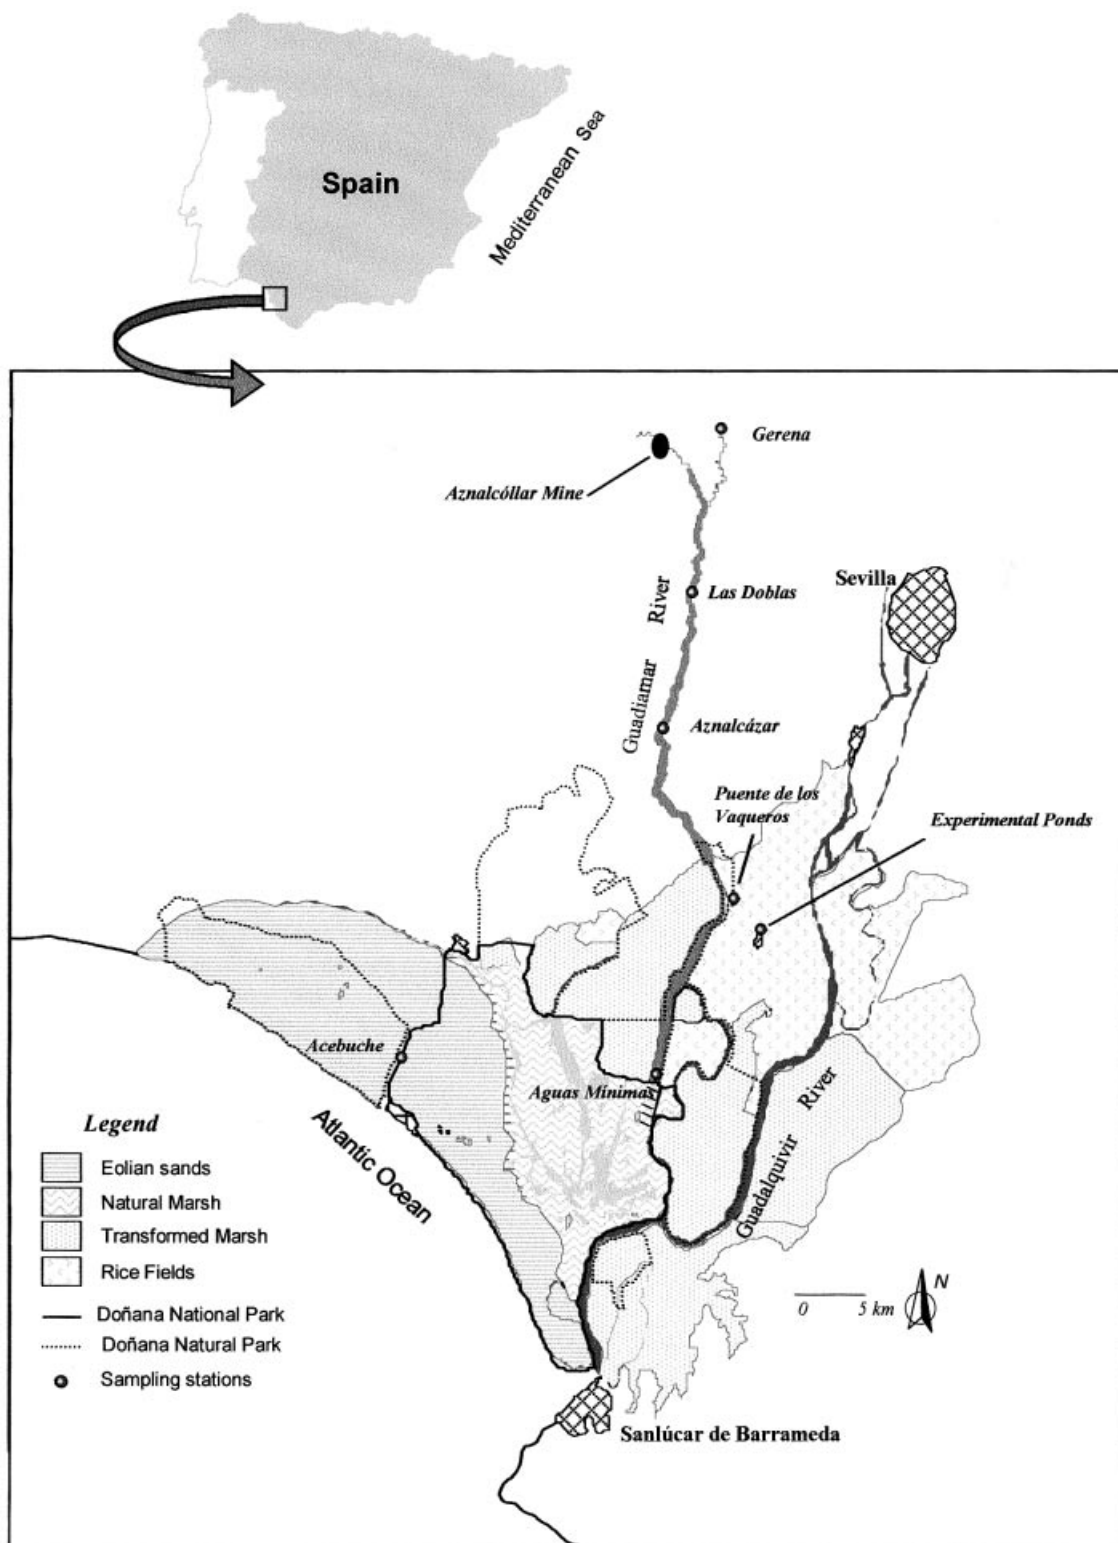 Spain
Mediterranean Sea
Gerena
Aznalcóllar Mine
Sevilla
Las Doblas
River
Guadiamar
Aznalcázar
Puente de los
Vaqueros
Experimental Ponds
Acebuche
Aguas Mínimas
River
Guadalquivir
Atlantic Ocean
Legend
Eolian sands
Natural Marsh
Transformed Marsh
Rice Fields
Doñana National Park
Doñana Natural Park
Sampling stations
N
0 5 km
Sanlúcar de Barrameda